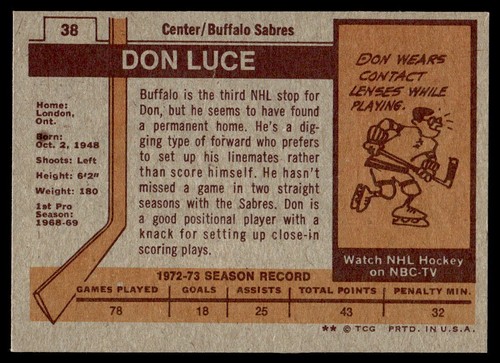 38
Center/Buffalo Sabres
DON LUCE
Home:
London,
Ont.
Born:
Oct. 2, 1948
Shoots: Left
Height: 6'2"
Weight: 180
1st Pro
Season:
1968-69
Buffalo is the third NHL stop for
Don, but he seems to have found
a permanent home. He's a dig-
ging type of forward who prefers
to set up his linemates rather
than score himself. He hasn't
missed a game in two straight
seasons with the Sabres. Don is
a good positional player with a
knack for setting up close-in
scoring plays.
DON WEARS
CONTACT
LENSES WHILE
PLAYING.
Watch NHL Hockey
on NBC-TV
1972-73 SEASON RECORD
GAMES PLAYED GOALS ASSISTS TOTAL POINTS PENALTY MIN.
78 18 25 43 32
** © TCG PRTD. IN U.S.A.